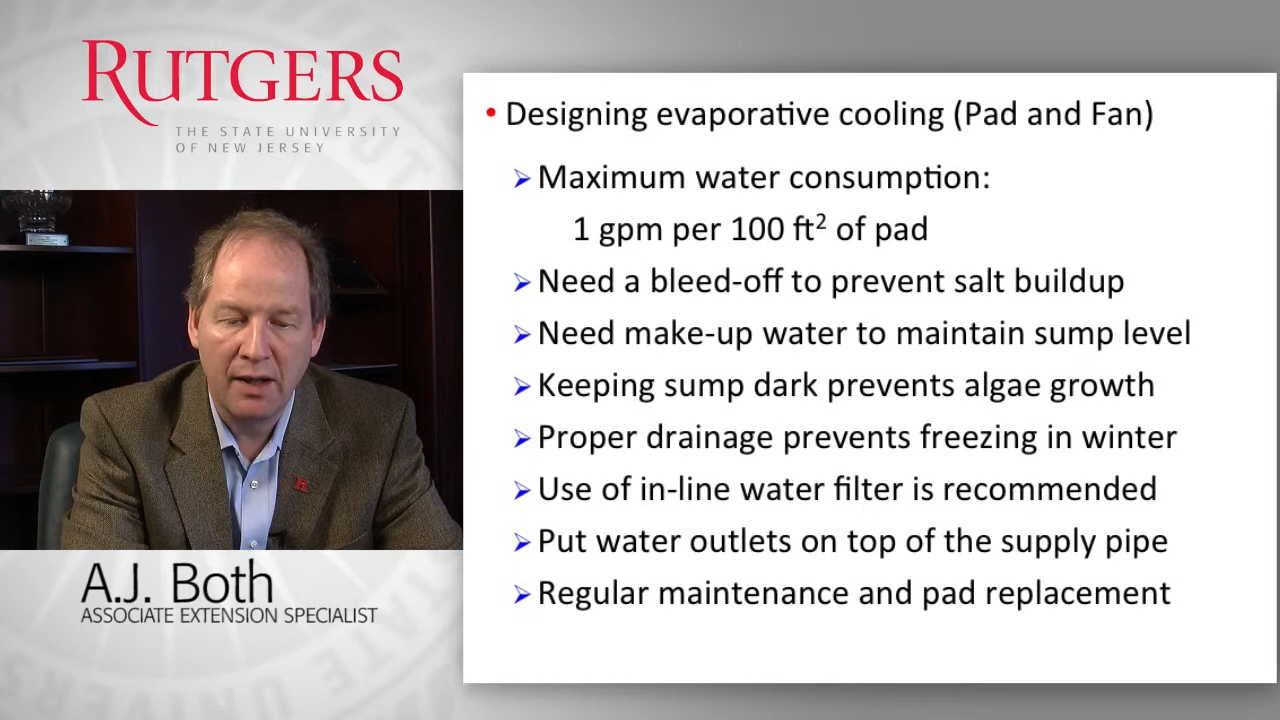 RUTGERS
THE STATE UNIVERSITY
OF NEW JERSEY
• Designing evaporative cooling (Pad and Fan)
➢ Maximum water consumption:
1 gpm per 100 ft² of pad
➢ Need a bleed-off to prevent salt buildup
➢ Need make-up water to maintain sump level
➢ Keeping sump dark prevents algae growth
➢ Proper drainage prevents freezing in winter
➢ Use of in-line water filter is recommended
➢ Put water outlets on top of the supply pipe
➢ Regular maintenance and pad replacement
A.J. Both
ASSOCIATE EXTENSION SPECIALIST